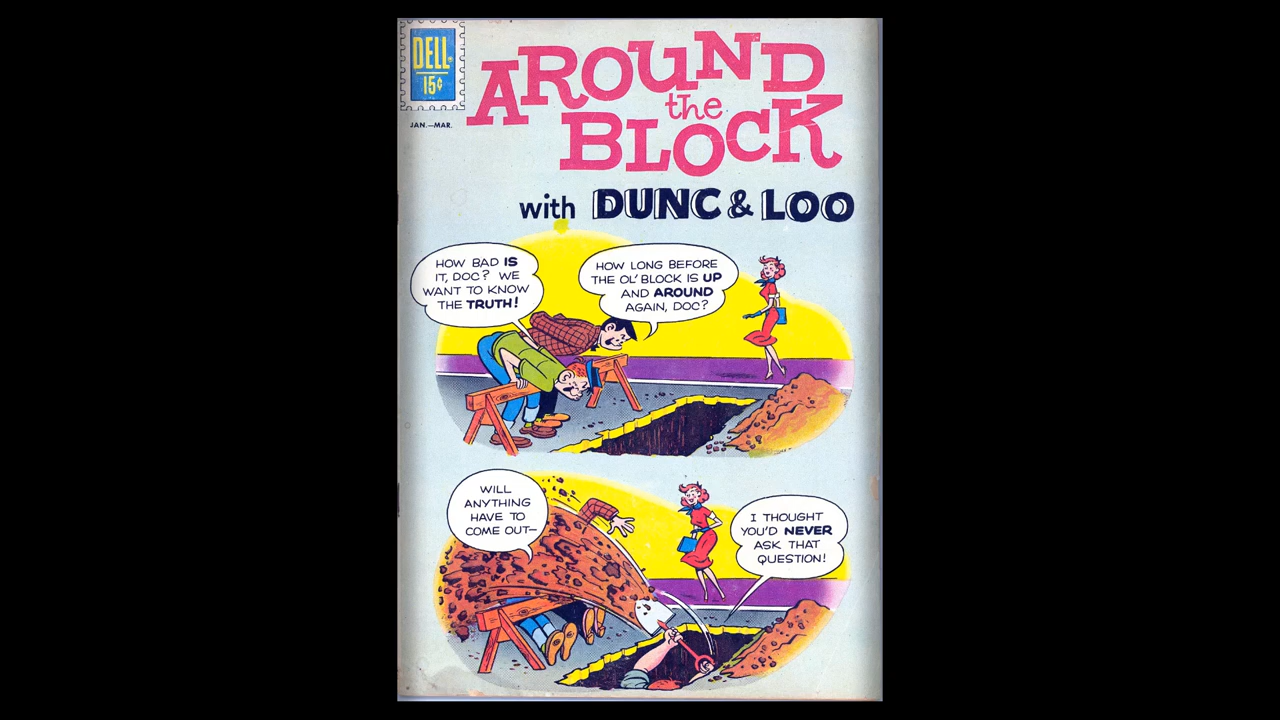 DELL
15¢
JAN.—MAR.
AROUND
the
BLOCK
with DUNC & LOO
HOW BAD IS
IT, DOC? WE
WANT TO KNOW
THE TRUTH!
HOW LONG BEFORE
THE OL' BLOCK IS UP
AND AROUND
AGAIN, DOC?
WILL
ANYTHING
HAVE TO
COME OUT—
I THOUGHT
YOU'D NEVER
ASK THAT
QUESTION!